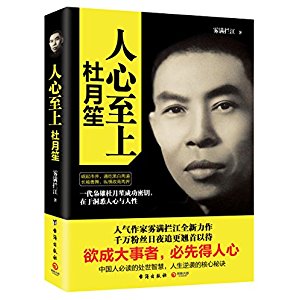 雾满拦江 著
人心至上
杜月笙
一代枭雄杜月笙成功密钥，
在于洞悉人心与人性
人气作家雾满拦江全新力作
千万粉丝日夜追更翘首以待
欲成大事者，必先得人心
中国人必读的处世智慧，人生逆袭的核心秘诀
台海出版社
人心至上
杜月笙
雾满拦江 著